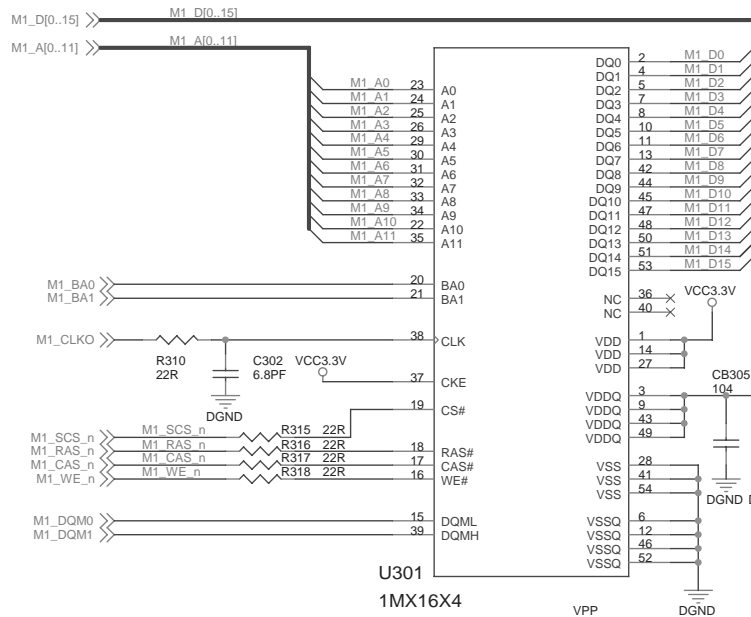 M1_D[0..15] M1_D[0..15]
M1_A[0..11] M1_A[0..11]
M1_A0 23 A0
M1_A1 24 A1
M1_A2 25 A2
M1_A3 26 A3
M1_A4 29 A4
M1_A5 30 A5
M1_A6 31 A6
M1_A7 32 A7
M1_A8 33 A8
M1_A9 34 A9
M1_A10 22 A10
M1_A11 35 A11
DQ0 2 M1_D0
DQ1 4 M1_D1
DQ2 5 M1_D2
DQ3 7 M1_D3
DQ4 8 M1_D4
DQ5 10 M1_D5
DQ6 11 M1_D6
DQ7 13 M1_D7
DQ8 42 M1_D8
DQ9 44 M1_D9
DQ10 45 M1_D10
DQ11 47 M1_D11
DQ12 48 M1_D12
DQ13 50 M1_D13
DQ14 51 M1_D14
DQ15 53 M1_D15
M1_BA0 20 BA0
M1_BA1 21 BA1
NC 36
NC 40
VCC3.3V
M1_CLKO 38 CLK
R310
22R
C302
6.8PF
DGND
VCC3.3V
37 CKE
VDD 1
VDD 14
VDD 27
CB305
104
VDDQ 3
VDDQ 9
VDDQ 43
VDDQ 49
19 CS#
M1_SCS_n M1_SCS_n R315 22R
M1_RAS_n M1_RAS_n R316 22R 18 RAS#
M1_CAS_n M1_CAS_n R317 22R 17 CAS#
M1_WE_n M1_WE_n R318 22R 16 WE#
VSS 28
VSS 41
VSS 54
DGND
M1_DQM0 15 DQML
M1_DQM1 39 DQMH
VSSQ 6
VSSQ 12
VSSQ 46
VSSQ 52
U301
1MX16X4
VPP
DGND